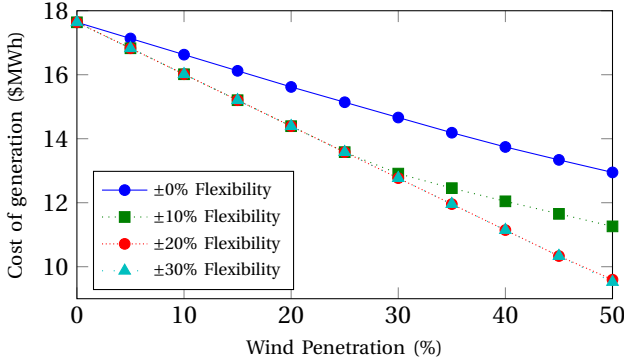 18
16
14
12
10
0
10
20
30
40
50
Cost of generation ($MWh)
Wind Penetration (%)
±0% Flexibility
±10% Flexibility
±20% Flexibility
±30% Flexibility